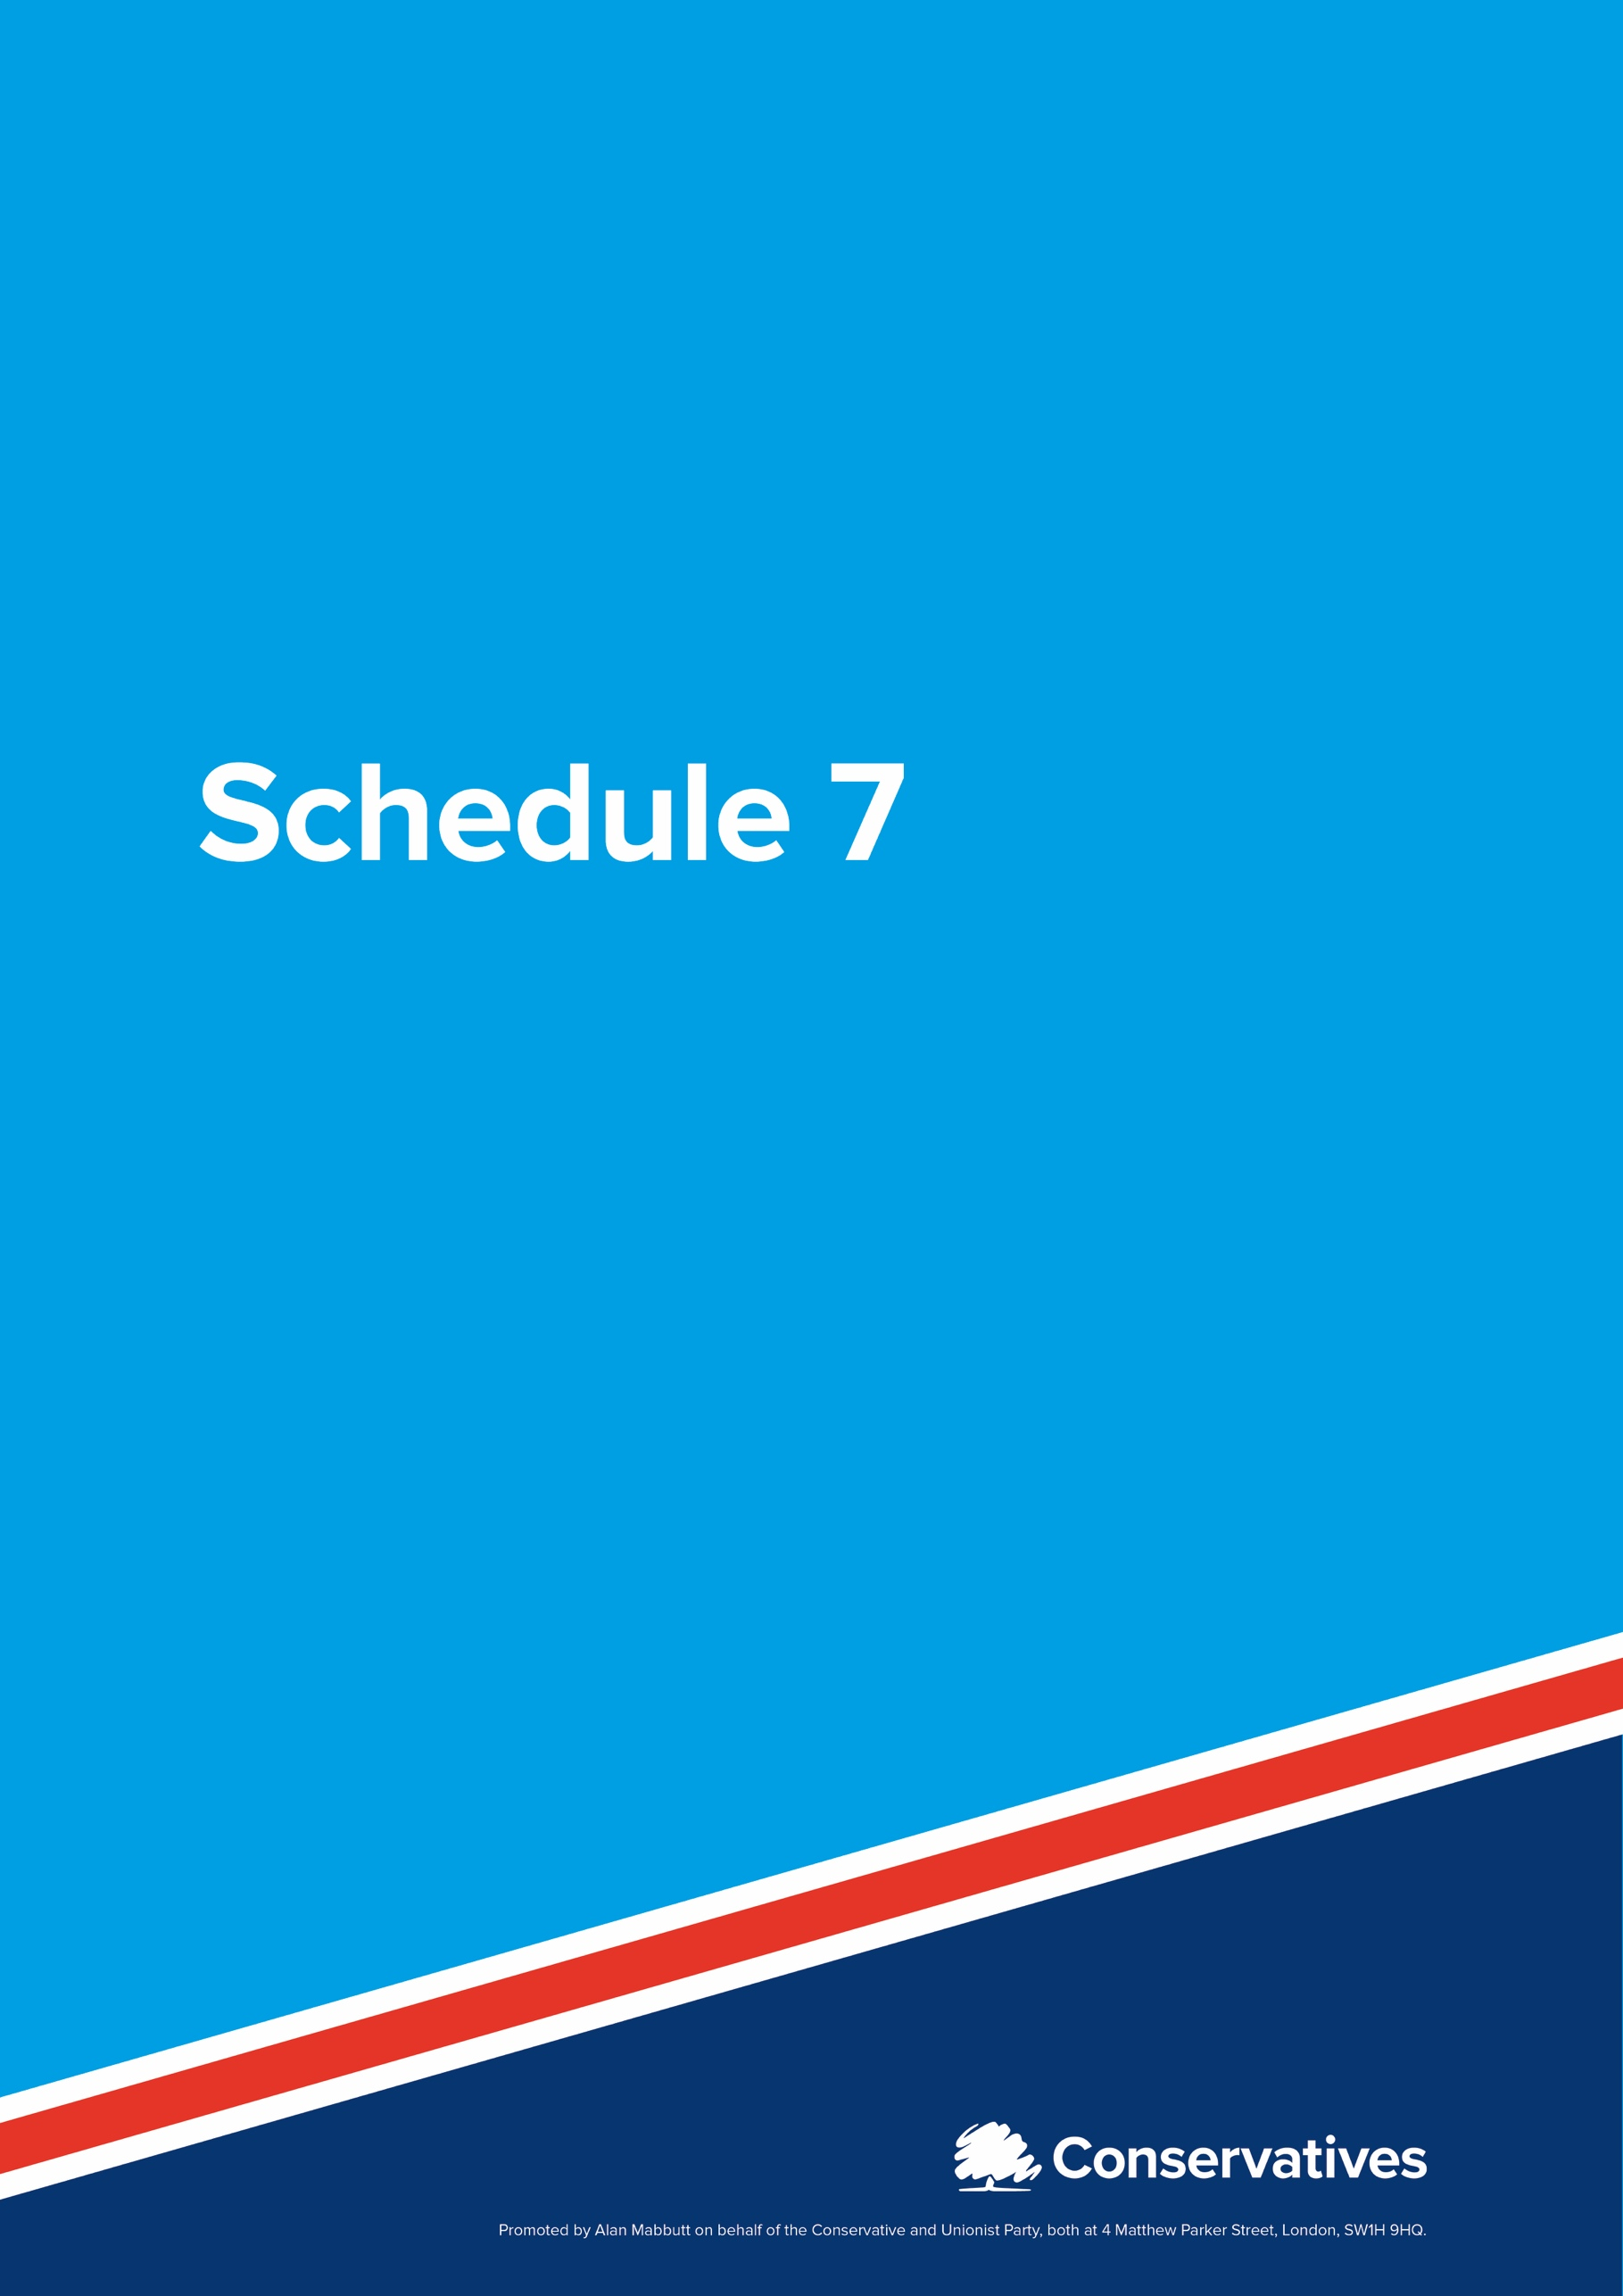 Schedule 7
Conservatives
Promoted by Alan Mabbutt on behalf of the Conservative and Unionist Party, both at 4 Matthew Parker Street, London, SW1H 9HQ.